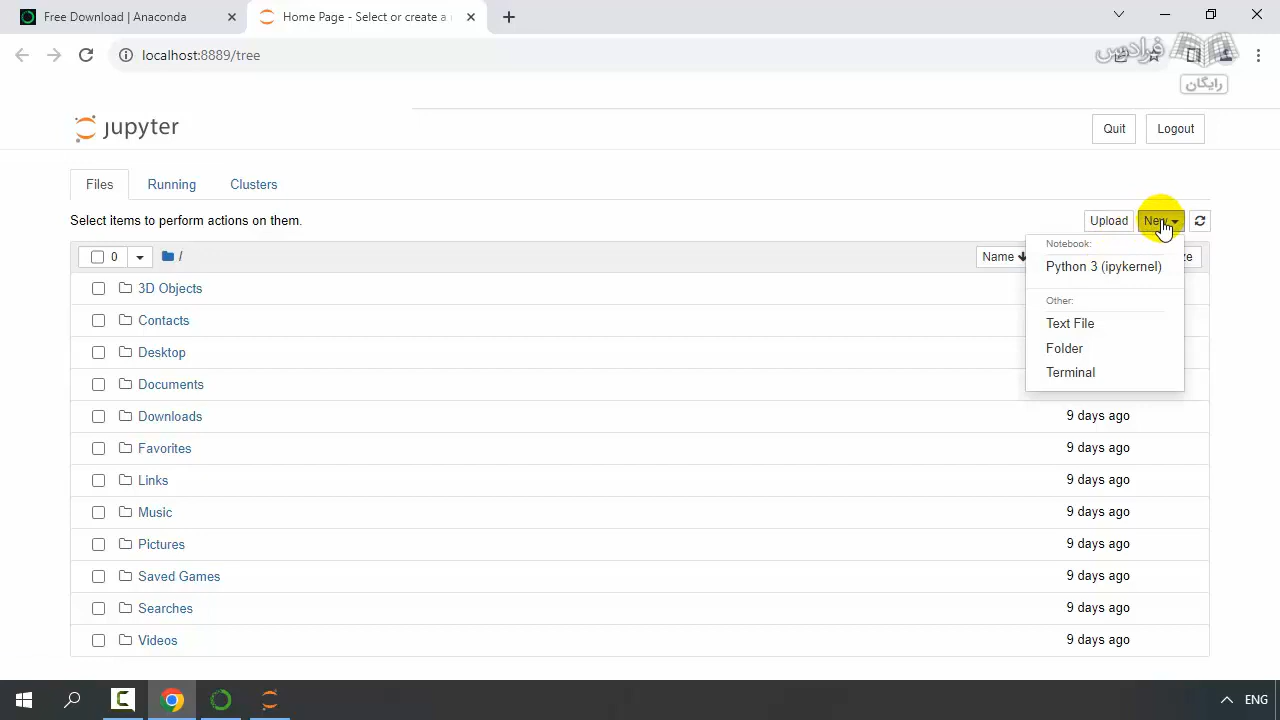 Free Download | Anaconda
Home Page - Select or create a
localhost:8889/tree
فرادرس
رایگان
jupyter
Quit
Logout
Files
Running
Clusters
Select items to perform actions on them.
Upload
New
0
/
Name
Notebook:
Python 3 (ipykernel)
Other:
Text File
Folder
Terminal
3D Objects
Contacts
Desktop
Documents
Downloads
9 days ago
Favorites
9 days ago
Links
9 days ago
Music
9 days ago
Pictures
9 days ago
Saved Games
9 days ago
Searches
9 days ago
Videos
9 days ago
ENG